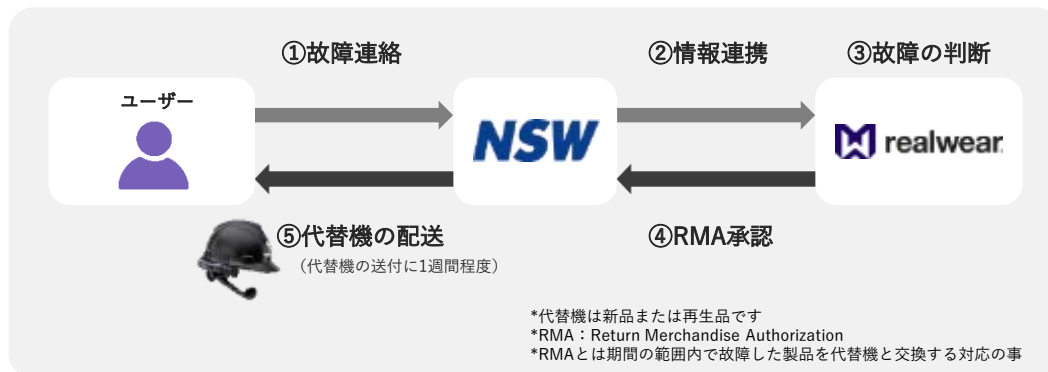 ①故障連絡
②情報連携
③故障の判断
ユーザー
NSW
realwear
⑤代替機の配送
（代替機の送付に1週間程度）
④RMA承認
*代替機は新品または再生品です
*RMA：Return Merchandise Authorization
*RMAとは期間の範囲内で故障した製品を代替機と交換する対応の事